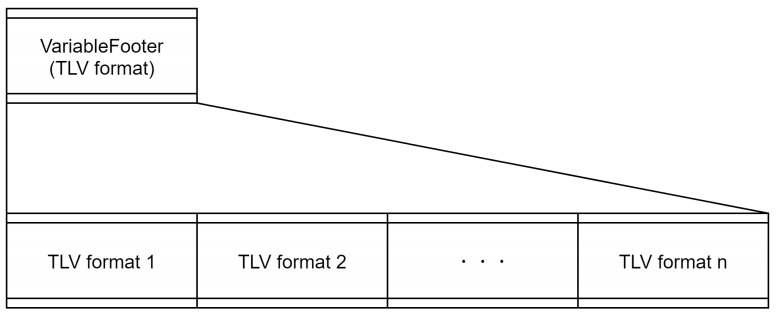 VariableFooter
(TLV format)
TLV format 1
TLV format 2
· · ·
TLV format n